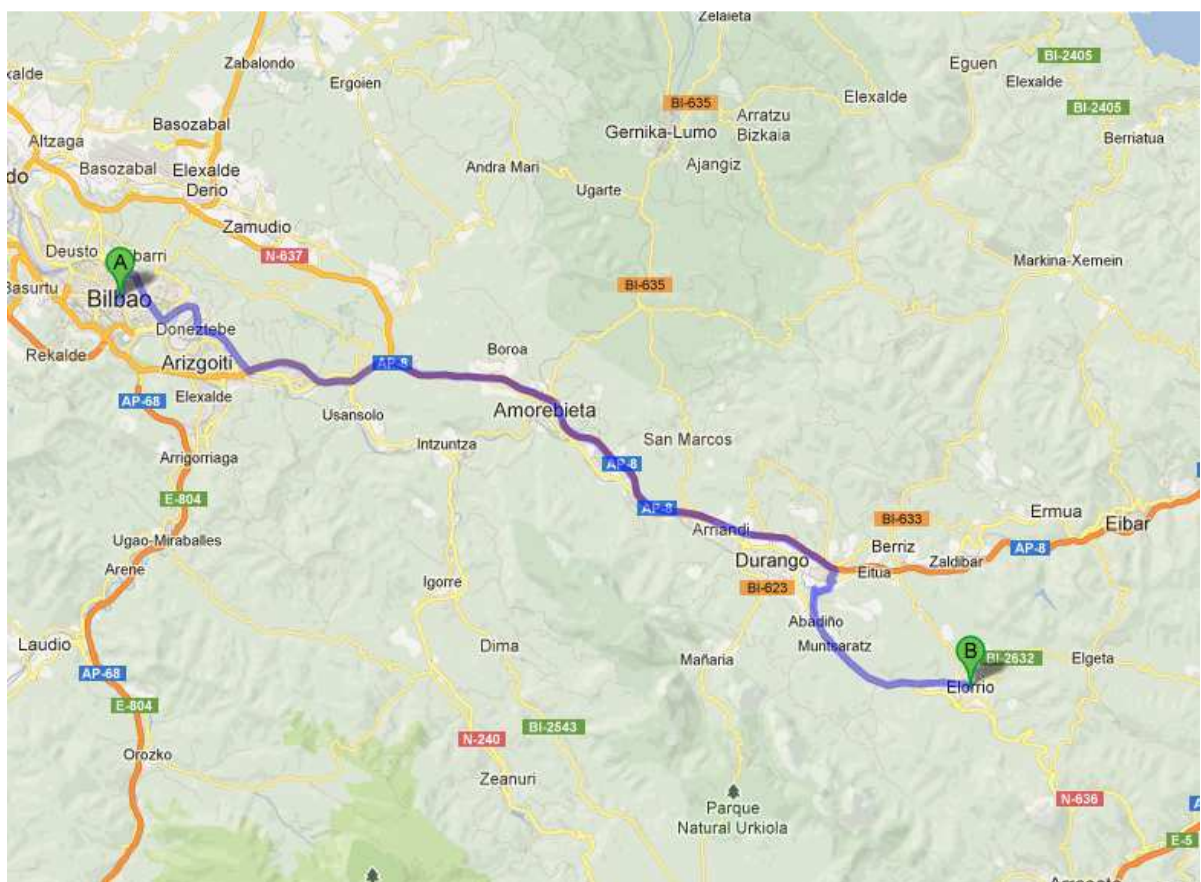 Zelaieta
Zabalondo
Eguen
BI-2405
xalde
Ergoien
Elexalde
Elexalde
BI-635
BI-2405
Basozabal
Arratzu
Bizkaia
Gernika-Lumo
Berriatua
Altzaga
Basozabal
Elexalde
Derio
Andra Mari
Ajangiz
do
Ugarte
Zamudio
Deusto
barri
N-637
A
Markina-Xemein
Basurtu
BI-635
Bilbao
Doneztebe
Rekalde
Arizgoiti
AP-8
Boroa
Elexalde
AP-68
Usansolo
Amorebieta
Intzuntza
San Marcos
Arrigorriaga
AP-8
E-804
AP-8
Ermua
BI-633
Eibar
Arriandi
Ugao-Miraballes
Berriz
AP-8
Durango
Zaldibar
Arene
Eitua
Igorre
BI-623
Abadiño
Laudio
Dima
Muntsaratz
B
Mañaria
BI-2632
Elgeta
AP-68
Elorrio
E-804
BI-2543
N-240
Orozko
Zeanuri
N-636
Parque
Natural Urkiola
A
E-5